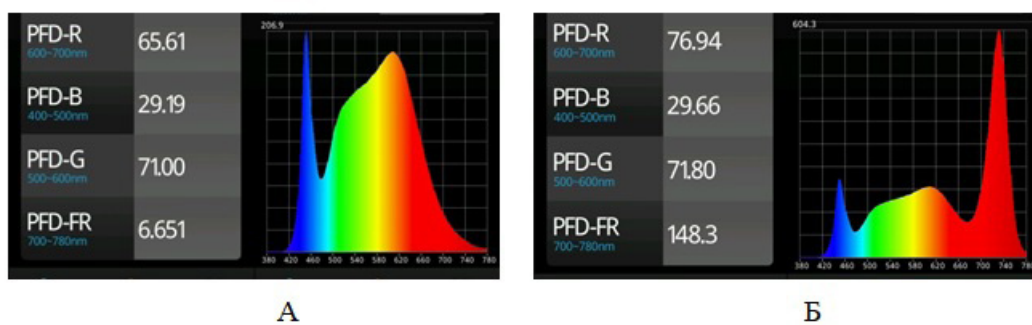 PFD-R
600~700nm
65.61
PFD-B
400~500nm
29.19
PFD-G
500~600nm
71.00
PFD-FR
700~780nm
6.651
206.9
380 420 460 500 540 580 620 660 700 740 780
А
PFD-R
600~700nm
76.94
PFD-B
400~500nm
29.66
PFD-G
500~600nm
71.80
PFD-FR
700~780nm
148.3
604.3
380 420 460 500 540 580 620 660 700 740 780
Б